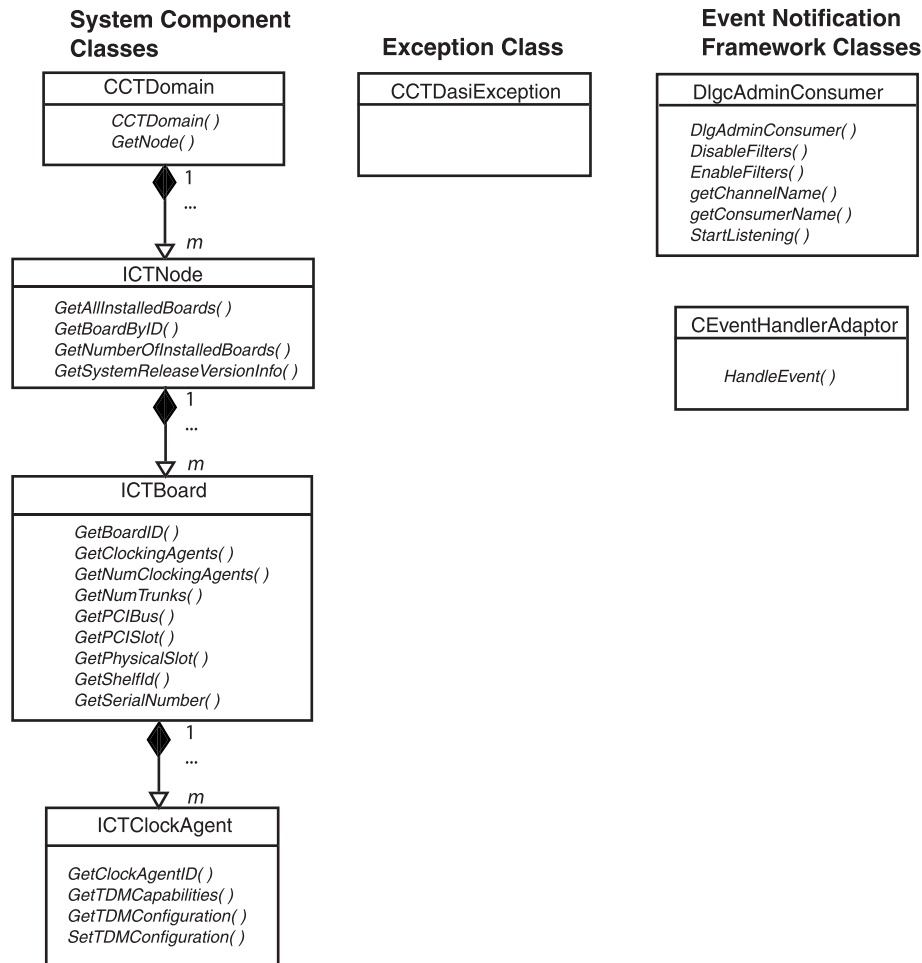 System Component
Classes
CCTDomain
CCTDomain( )
GetNode( )
1
...
m
ICTNode
GetAllInstalledBoards( )
GetBoardByID( )
GetNumberOfInstalledBoards( )
GetSystemReleaseVersionInfo( )
1
...
m
ICTBoard
GetBoardID( )
GetClockingAgents( )
GetNumClockingAgents( )
GetNumTrunks( )
GetPCIBus( )
GetPCISlot( )
GetPhysicalSlot( )
GetShelfId( )
GetSerialNumber( )
1
...
m
ICTClockAgent
GetClockAgentID( )
GetTDMCapabilities( )
GetTDMConfiguration( )
SetTDMConfiguration( )
Exception Class
CCTDasiException
Event Notification
Framework Classes
DlgcAdminConsumer
DlgAdminConsumer( )
DisableFilters( )
EnableFilters( )
getChannelName( )
getConsumerName( )
StartListening( )
CEventHandlerAdaptor
HandleEvent( )